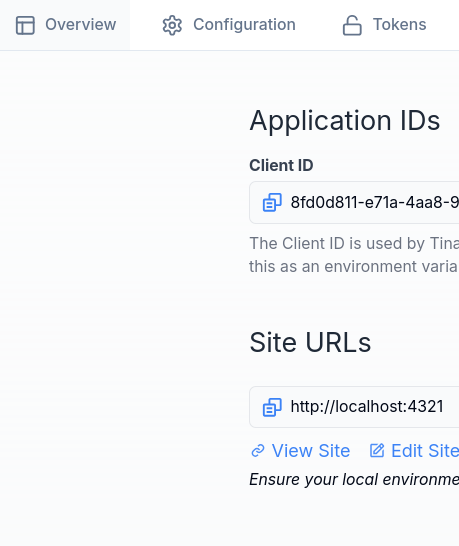 Overview Configuration Tokens
Application IDs
Client ID
8fd0d811-e71a-4aa8-9
The Client ID is used by Tina
this as an environment varia
Site URLs
http://localhost:4321
View Site Edit Site
Ensure your local environme